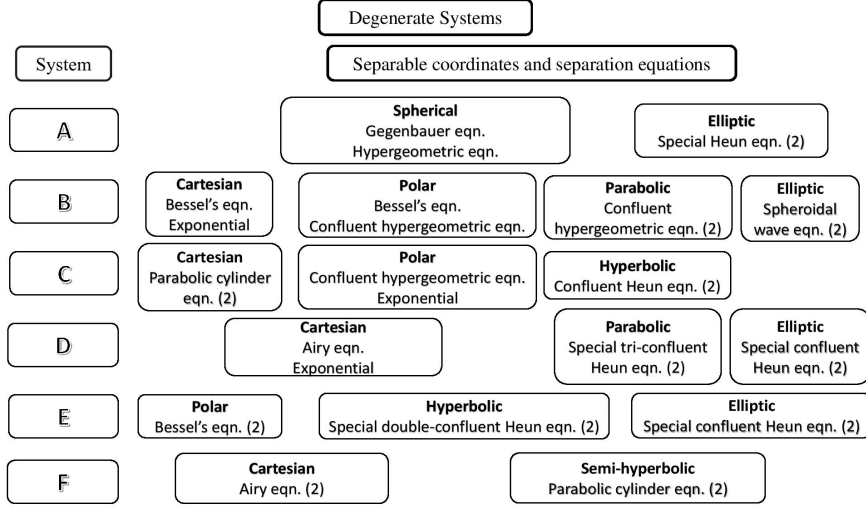 Degenerate Systems
System
Separable coordinates and separation equations
A
Spherical
Gegenbauer eqn.
Hypergeometric eqn.
Elliptic
Special Heun eqn. (2)
B
Cartesian
Bessel's eqn.
Exponential
Polar
Bessel's eqn.
Confluent hypergeometric eqn.
Parabolic
Confluent
hypergeometric eqn. (2)
Elliptic
Spheroidal
wave eqn. (2)
C
Cartesian
Parabolic cylinder
eqn. (2)
Polar
Confluent hypergeometric eqn.
Exponential
Hyperbolic
Confluent Heun eqn. (2)
D
Cartesian
Airy eqn.
Exponential
Parabolic
Special tri-confluent
Heun eqn. (2)
Elliptic
Special confluent
Heun eqn. (2)
E
Polar
Bessel's eqn. (2)
Hyperbolic
Special double-confluent Heun eqn. (2)
Elliptic
Special confluent Heun eqn. (2)
F
Cartesian
Airy eqn. (2)
Semi-hyperbolic
Parabolic cylinder eqn. (2)